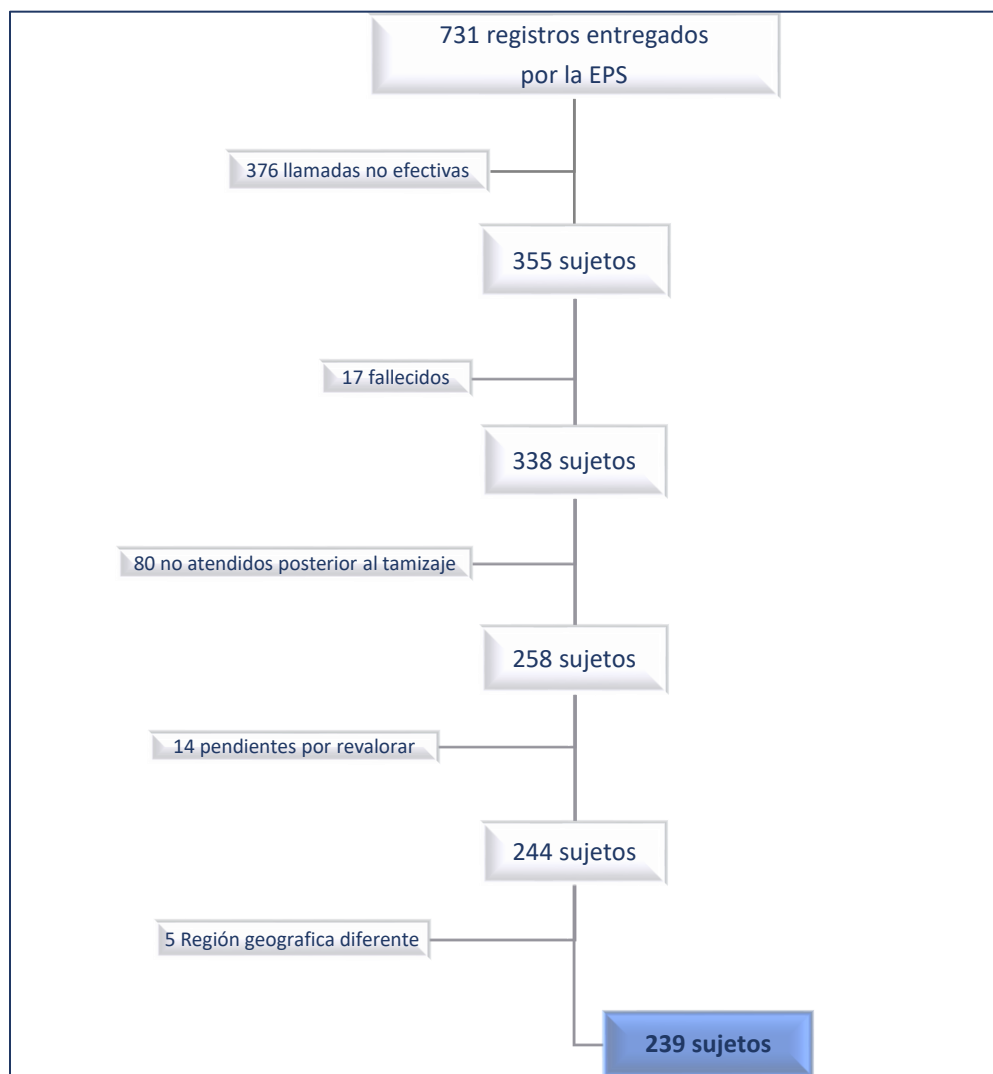 731 registros entregados
por la EPS
376 llamadas no efectivas
355 sujetos
17 fallecidos
338 sujetos
80 no atendidos posterior al tamizaje
258 sujetos
14 pendientes por revalorar
244 sujetos
5 Región geografica diferente
239 sujetos